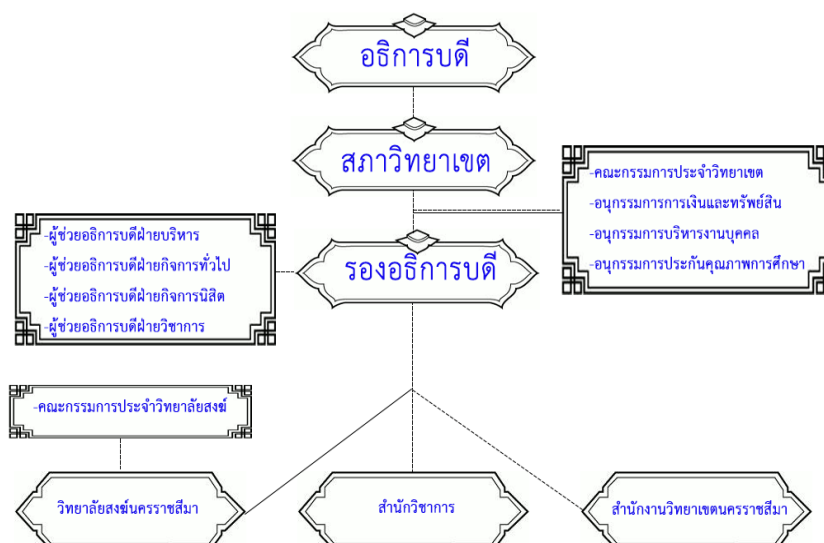 อธิการบดี
สภาวิทยาเขต
-คณะกรรมการประจำวิทยาเขต
-อนุกรรมการการเงินและทรัพย์สิน
-อนุกรรมการบริหารงานบุคคล
-อนุกรรมการประกันคุณภาพการศึกษา
-ผู้ช่วยอธิการบดีฝ่ายบริหาร
-ผู้ช่วยอธิการบดีฝ่ายกิจการทั่วไป
-ผู้ช่วยอธิการบดีฝ่ายกิจการนิสิต
-ผู้ช่วยอธิการบดีฝ่ายวิชาการ
รองอธิการบดี
-คณะกรรมการประจำวิทยาลัยสงฆ์
วิทยาลัยสงฆ์นครราชสีมา
สำนักวิชาการ
สำนักงานวิทยาเขตนครราชสีมา